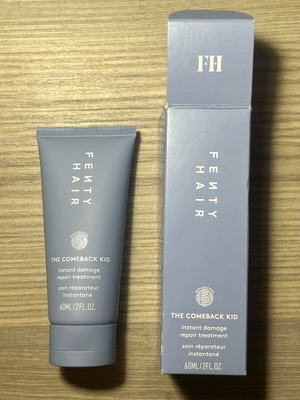 FENTY
HAIR
THE COMEBACK KID
instant damage
repair treatment
soin réparateur
instantané
60ML/2FL.OZ.
FH
FENTY
HAIR
THE COMEBACK KID
instant damage
repair treatment
soin réparateur
instantané
60ML/2FL.OZ.